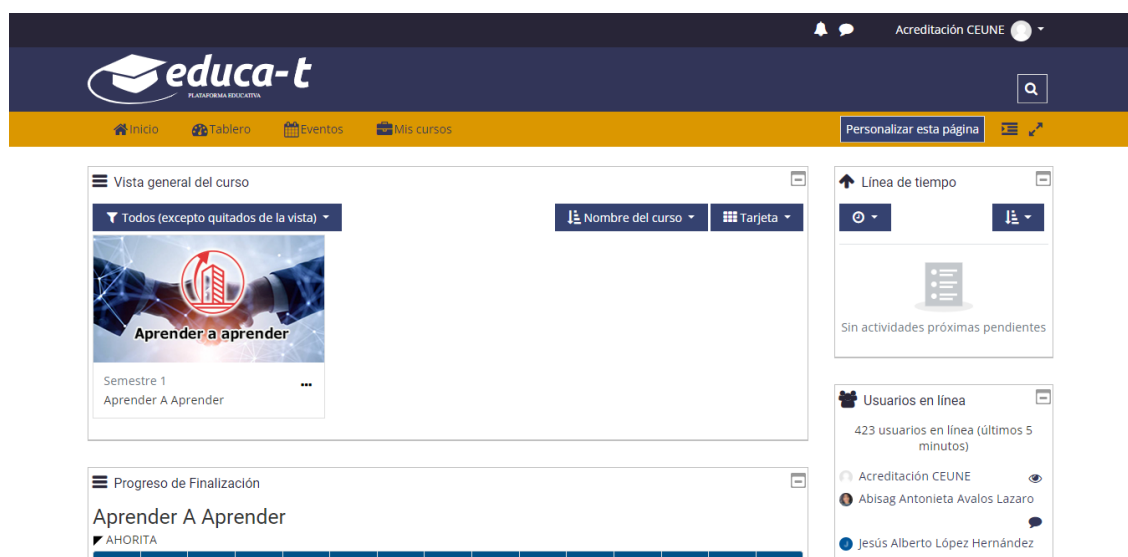 Acreditación CEUNE
educa-t
PLATAFORMA EDUCATIVA
Inicio Tablero Eventos Mis cursos Personalizar esta página
Vista general del curso
Todos (excepto quitados de la vista) Nombre del curso Tarjeta
Aprender a aprender
Semestre 1
Aprender A Aprender
Progreso de Finalización
Aprender A Aprender
AHORITA
Línea de tiempo
Sin actividades próximas pendientes
Usuarios en línea
423 usuarios en línea (últimos 5
minutos)
Acreditación CEUNE
Abisag Antonieta Avalos Lazaro
Jesús Alberto López Hernández